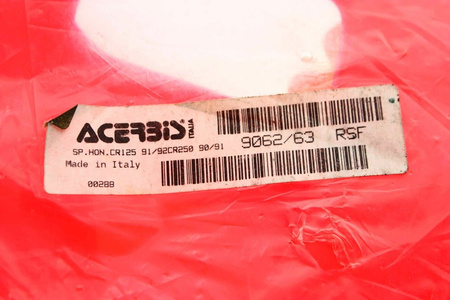 ACERBIS ITALIA
SP.HON.CR125 91/92CR250 90/91
9062/63 RSF
Made in Italy
00288